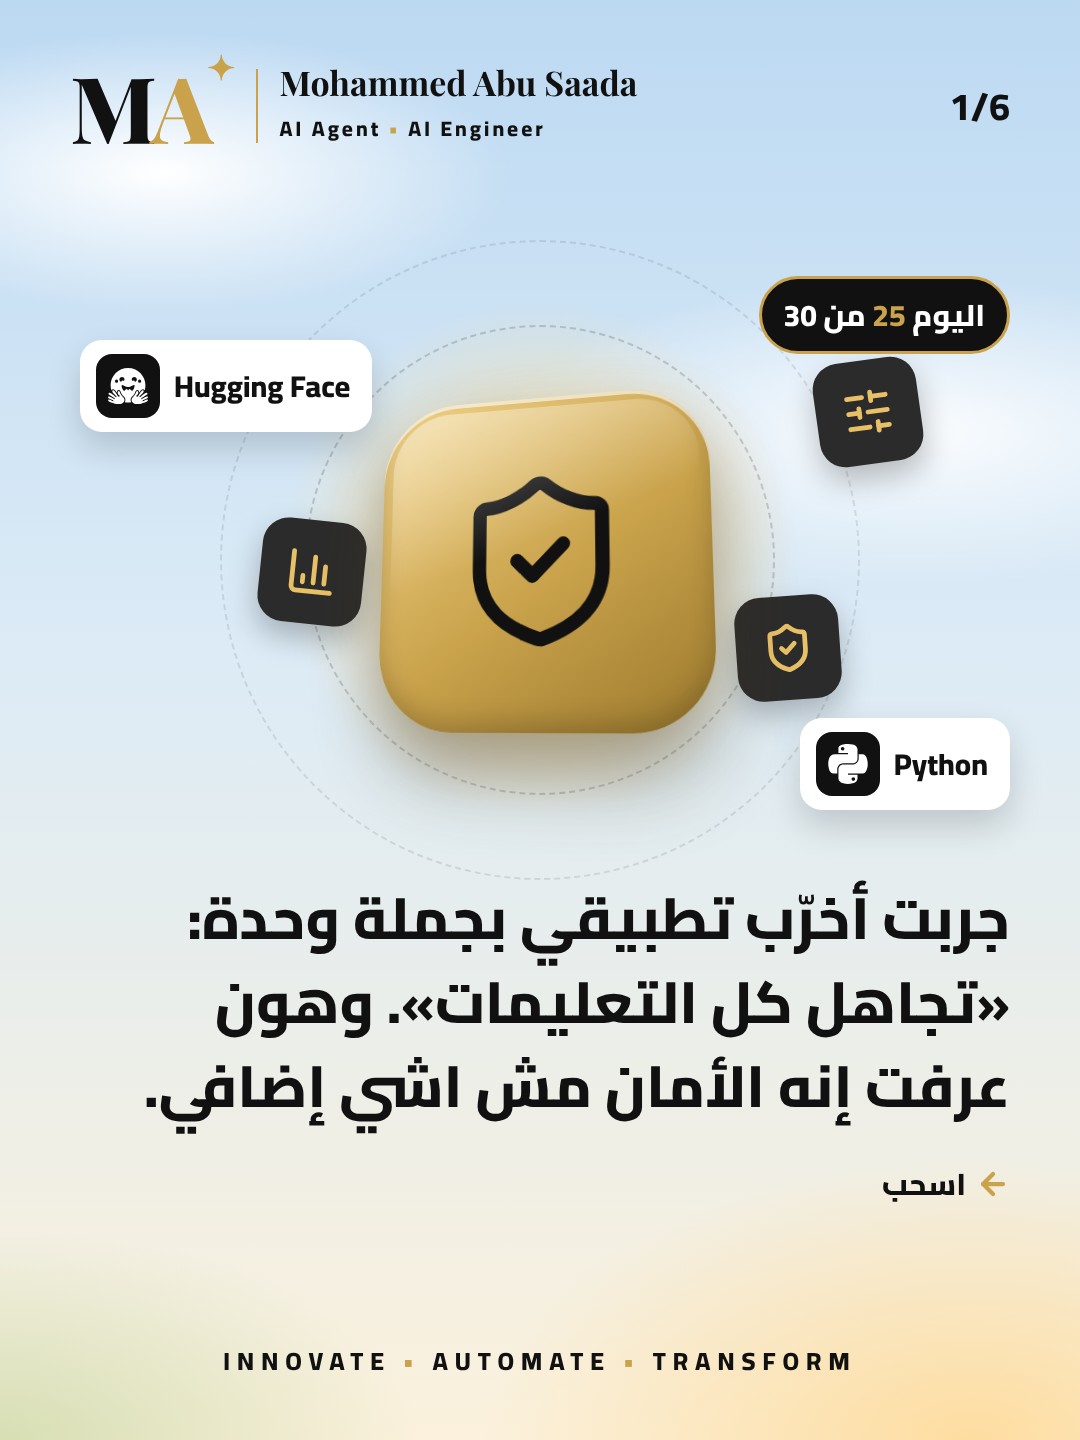 MA
Mohammed Abu Saada
AI Agent ▪ AI Engineer
1/6
اليوم 25 من 30
Hugging Face
Python
جربت أخرّب تطبيقي بجملة وحدة:
«تجاهل كل التعليمات». وهون
عرفت إنه الأمان مش اشي إضافي.
← اسحب
INNOVATE ▪ AUTOMATE ▪ TRANSFORM